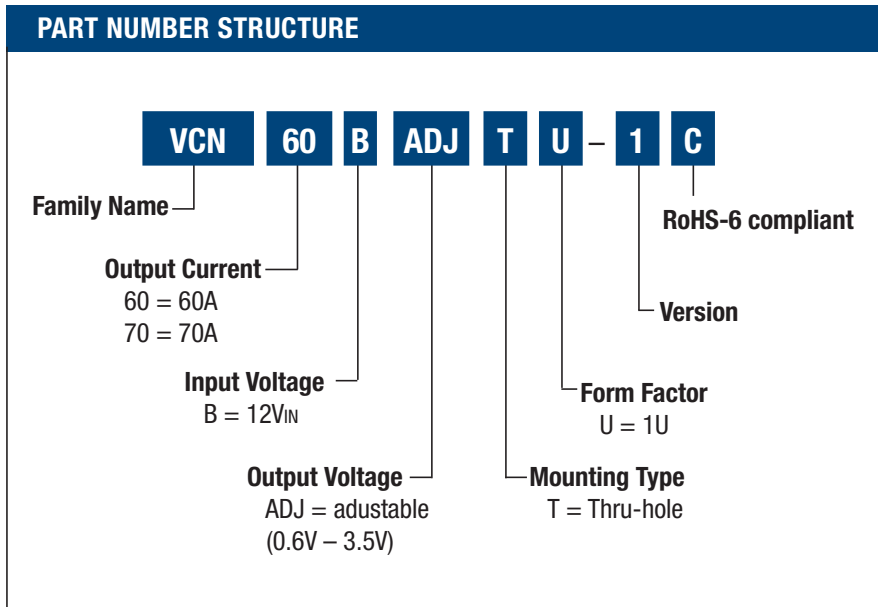 PART NUMBER STRUCTURE
VCN 60 B ADJ T U – 1 C
Family Name
RoHS-6 compliant
Output Current
60 = 60A
70 = 70A
Version
Input Voltage
B = 12VIN
Form Factor
U = 1U
Output Voltage
ADJ = adustable
(0.6V – 3.5V)
Mounting Type
T = Thru-hole